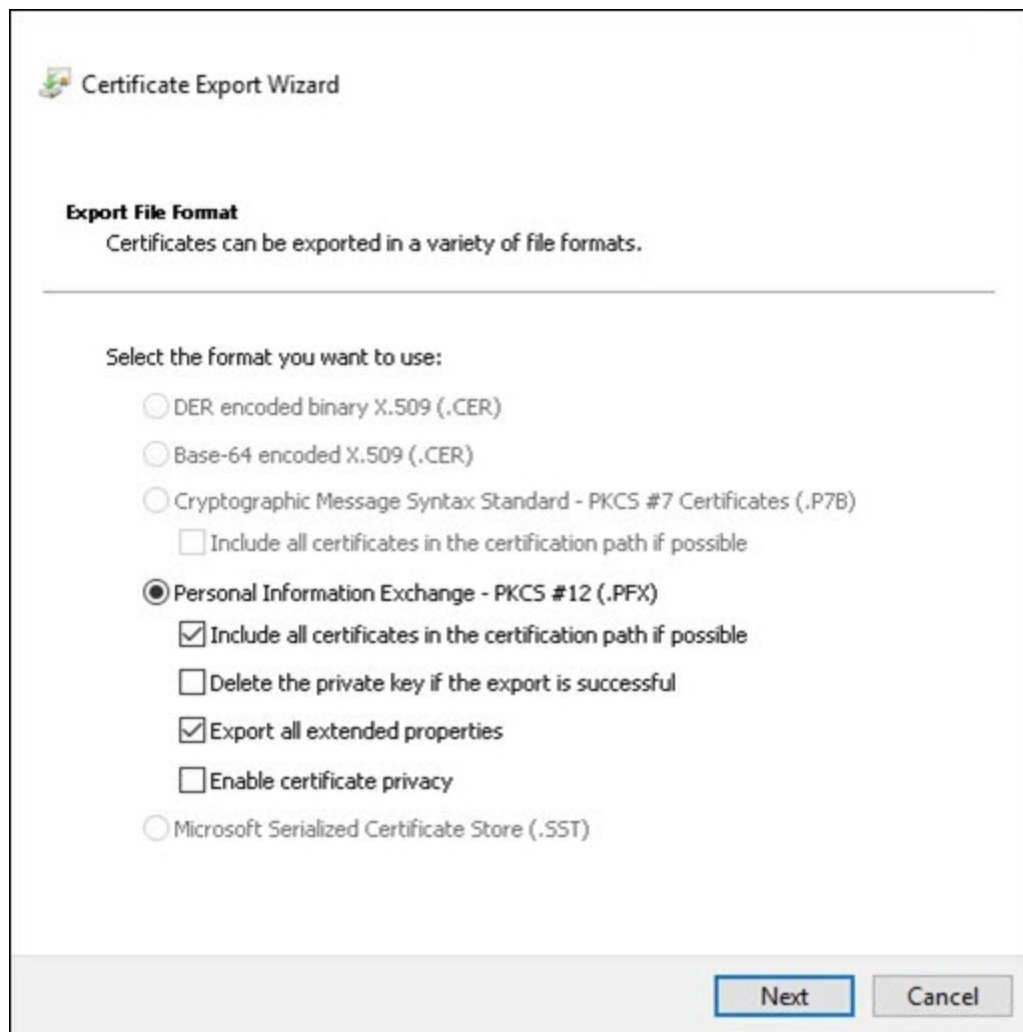 Certificate Export Wizard
Export File Format
Certificates can be exported in a variety of file formats.
Select the format you want to use:
DER encoded binary X.509 (.CER)
Base-64 encoded X.509 (.CER)
Cryptographic Message Syntax Standard - PKCS #7 Certificates (.P7B)
Include all certificates in the certification path if possible
Personal Information Exchange - PKCS #12 (.PFX)
Include all certificates in the certification path if possible
Delete the private key if the export is successful
Export all extended properties
Enable certificate privacy
Microsoft Serialized Certificate Store (.SST)
Next Cancel